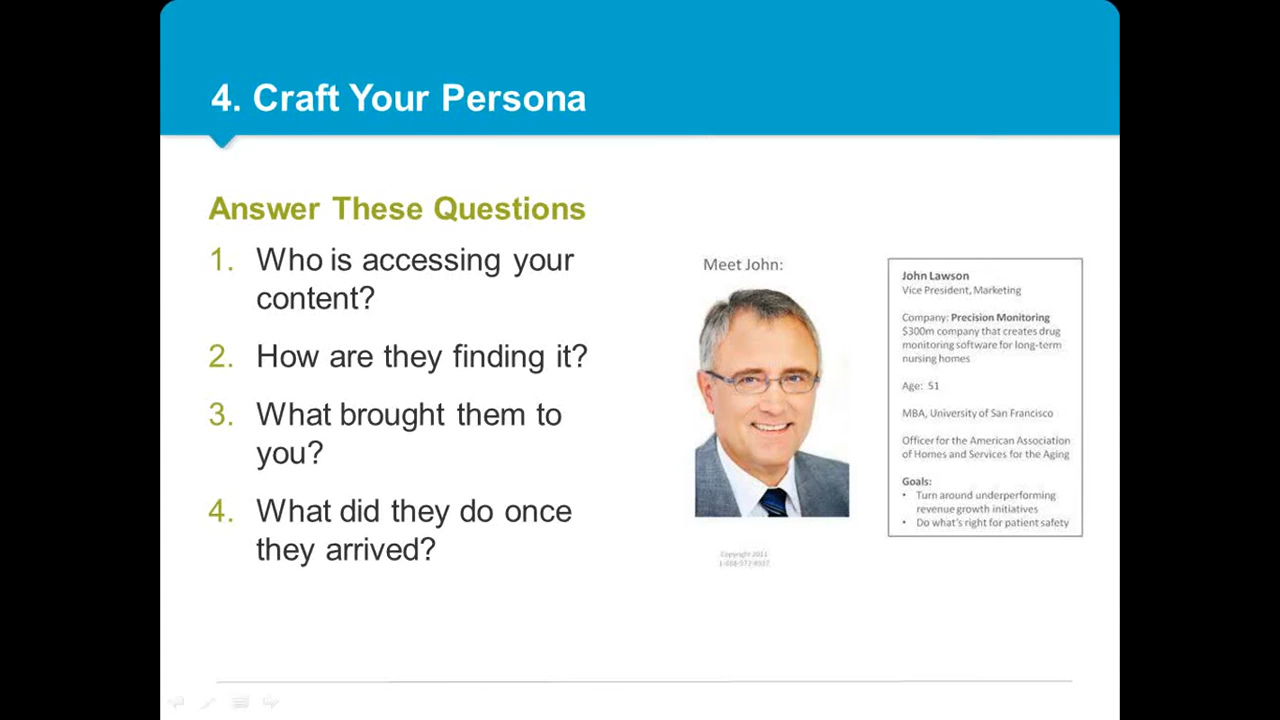 4. Craft Your Persona
Answer These Questions
1. Who is accessing your
content?
2. How are they finding it?
3. What brought them to
you?
4. What did they do once
they arrived?
Meet John:
John Lawson
Vice President, Marketing
Company: Precision Monitoring
$300m company that creates drug
monitoring software for long-term
nursing homes
Age: 51
MBA, University of San Francisco
Officer for the American Association
of Homes and Services for the Aging
Goals:
• Turn around underperforming
revenue growth initiatives
• Do what's right for patient safety
Copyright 2011